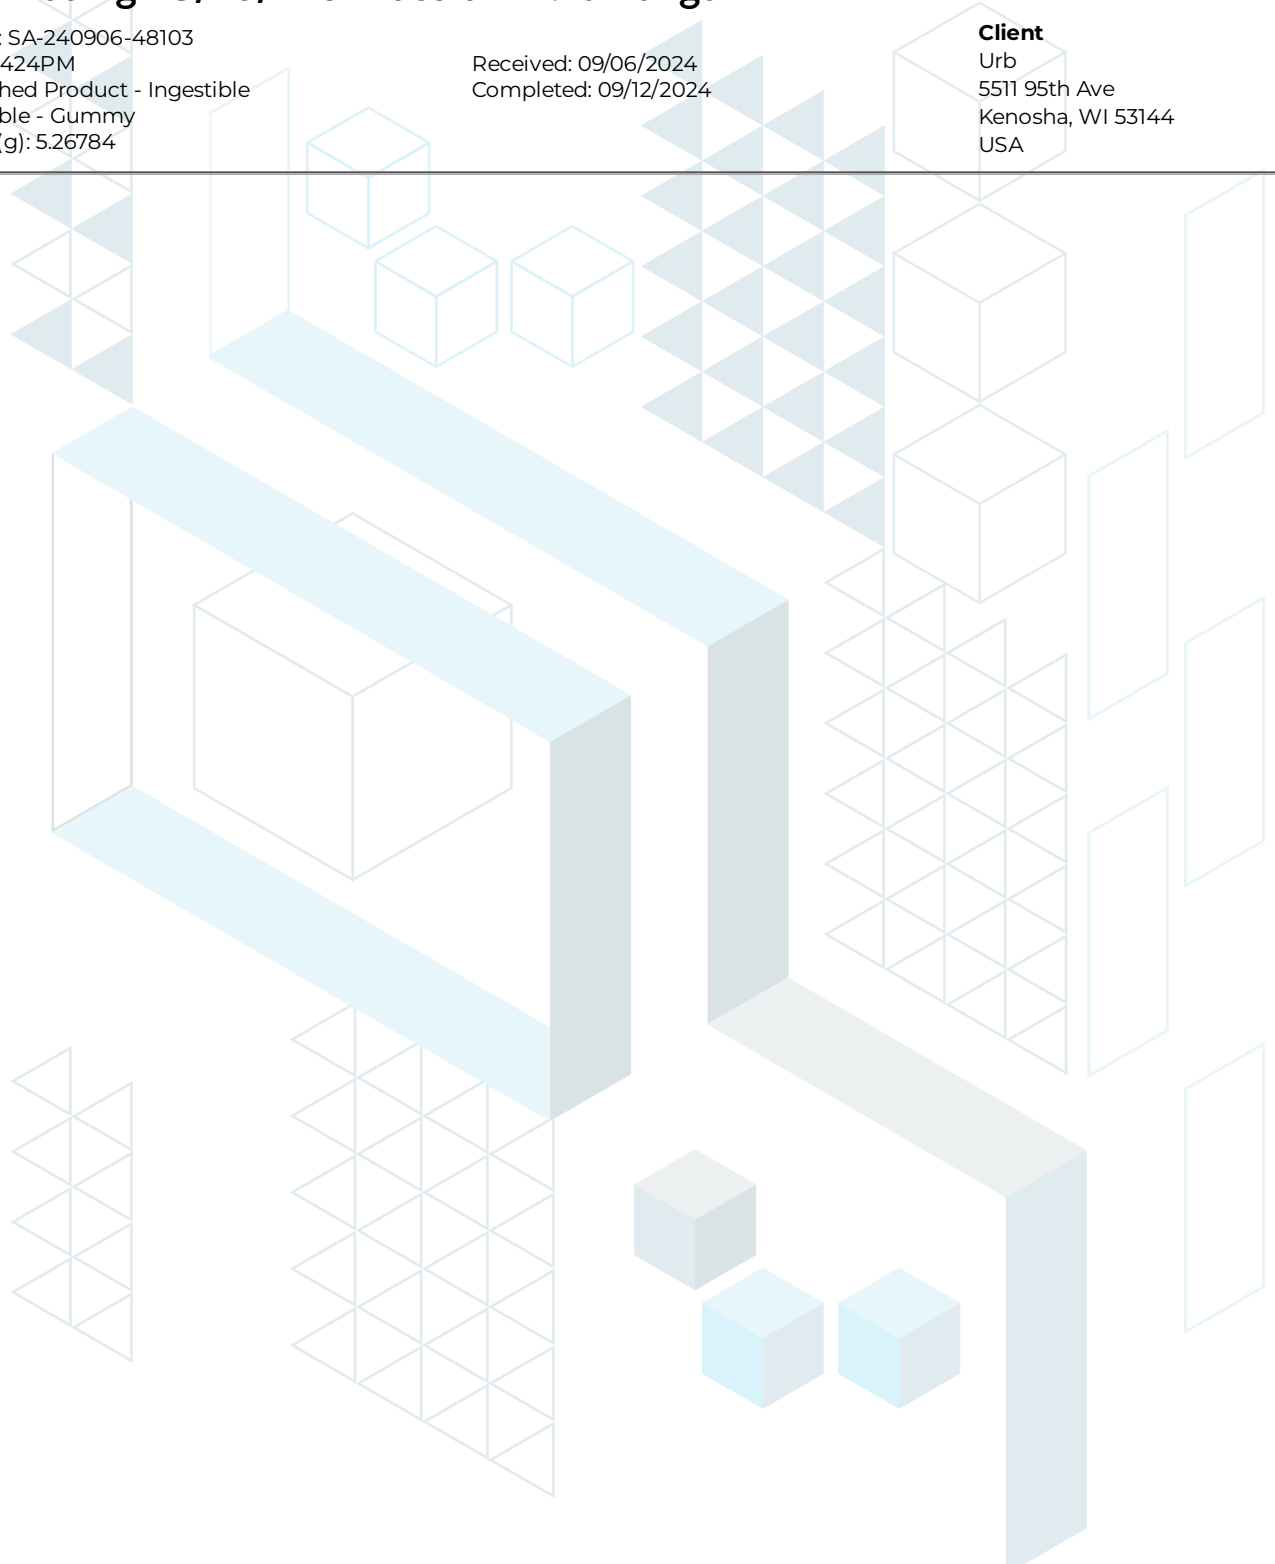 : SA-240906-48103
424PM
hed Product - Ingestible
ble - Gummy
(g): 5.26784
Received: 09/06/2024
Completed: 09/12/2024
Client
Urb
5511 95th Ave
Kenosha, WI 53144
USA